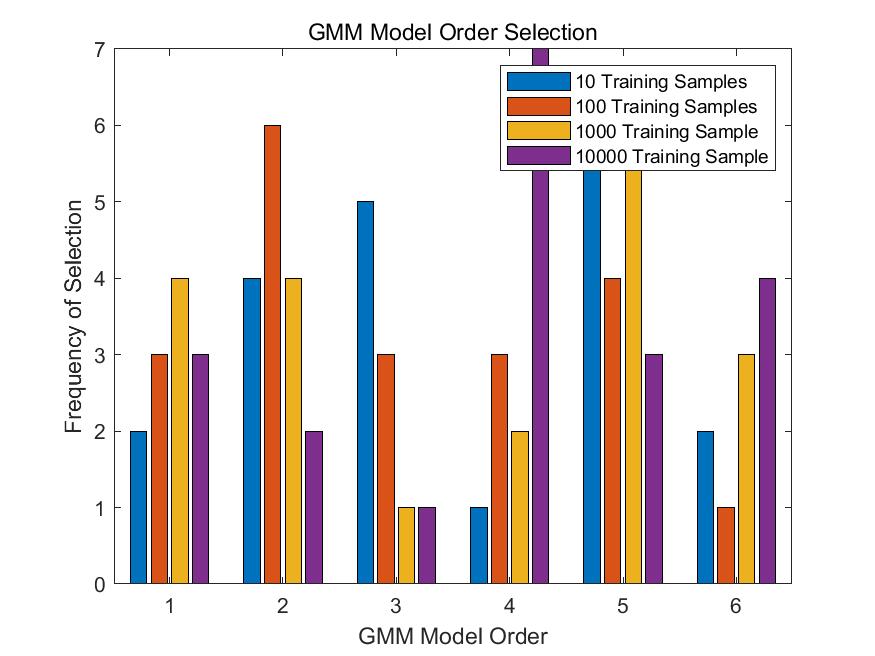 GMM Model Order Selection
10 Training Samples
100 Training Samples
1000 Training Sample
10000 Training Sample
Frequency of Selection
7
6
5
4
3
2
1
0
1 2 3 4 5 6
GMM Model Order